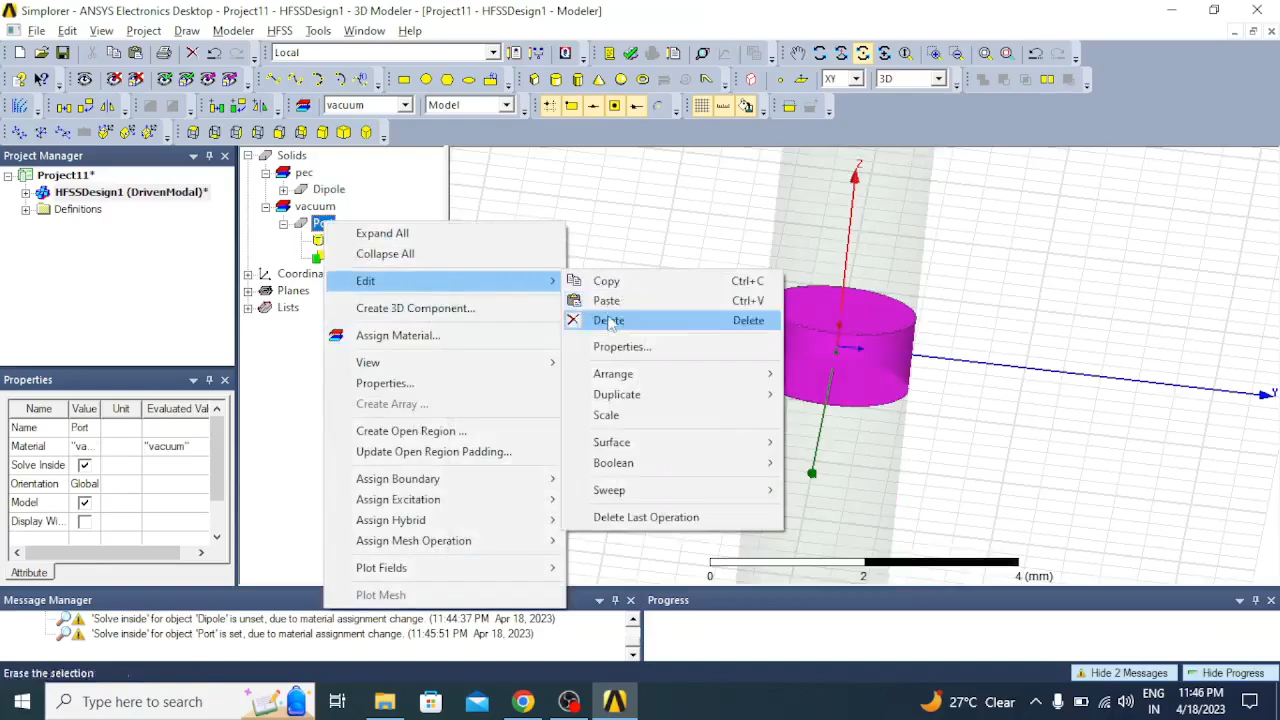 Simplorer - ANSYS Electronics Desktop - Project11 - HFSSDesign1 - 3D Modeler - [Project11 - HFSSDesign1 - Modeler]
File Edit View Project Draw Modeler HFSS Tools Window Help
Local
XY 3D
vacuum Model
Project Manager
Project11*
HFSSDesign1 (DrivenModal)*
Definitions
Solids
pec
Dipole
vacuum
Coordina
Planes
Lists
Expand All
Collapse All
Edit
Create 3D Component...
Assign Material...
View
Properties...
Create Array ...
Create Open Region ...
Update Open Region Padding...
Assign Boundary
Assign Excitation
Assign Hybrid
Assign Mesh Operation
Plot Fields
Plot Mesh
Copy Ctrl+C
Paste Ctrl+V
Delete Delete
Properties...
Arrange
Duplicate
Scale
Surface
Boolean
Sweep
Delete Last Operation
Z
Y
0 2 4 (mm)
Properties
Name Value Unit Evaluated Val
Name Port
Material "va... "vacuum"
Solve Inside
Orientation Global
Model
Display Wi...
Attribute
Message Manager
'Solve inside' for object 'Dipole' is unset, due to material assignment change. (11:44:37 PM Apr 18, 2023)
'Solve inside' for object 'Port' is set, due to material assignment change. (11:45:51 PM Apr 18, 2023)
Progress
Erase the selection
Hide 2 Messages
Hide Progress
Type here to search
27°C Clear
ENG
IN
11:46 PM
4/18/2023